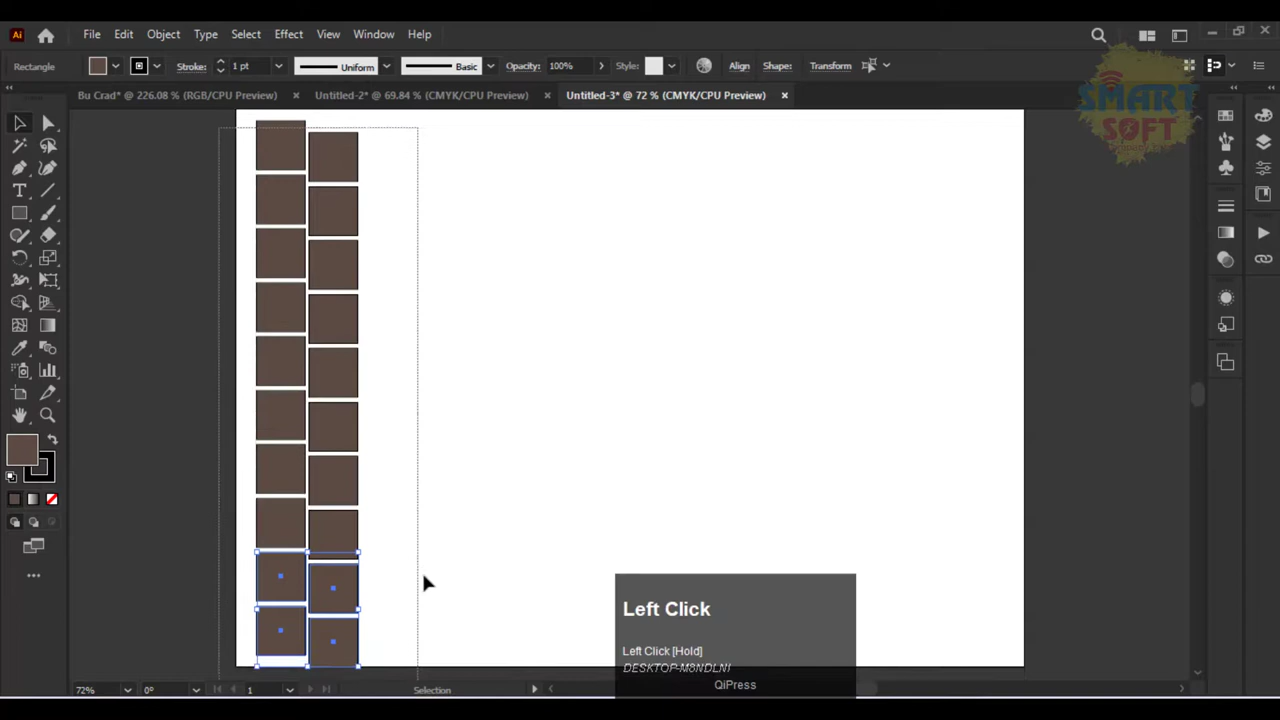 Ai
File Edit Object Type Select Effect View Window Help
Rectangle
Stroke: 1 pt Uniform Basic Opacity: 100% Style: Align Shape: Transform
Bu Crad* @ 226.08 % (RGB/CPU Preview) × Untitled-2* @ 69.84 % (CMYK/CPU Preview) × Untitled-3* @ 72 % (CMYK/CPU Preview) ×
SMART
SOFT
T
Left Click
Left Click [Hold]
DESKTOP-M8NDLNI
QiPress
72% 0° 1 Selection